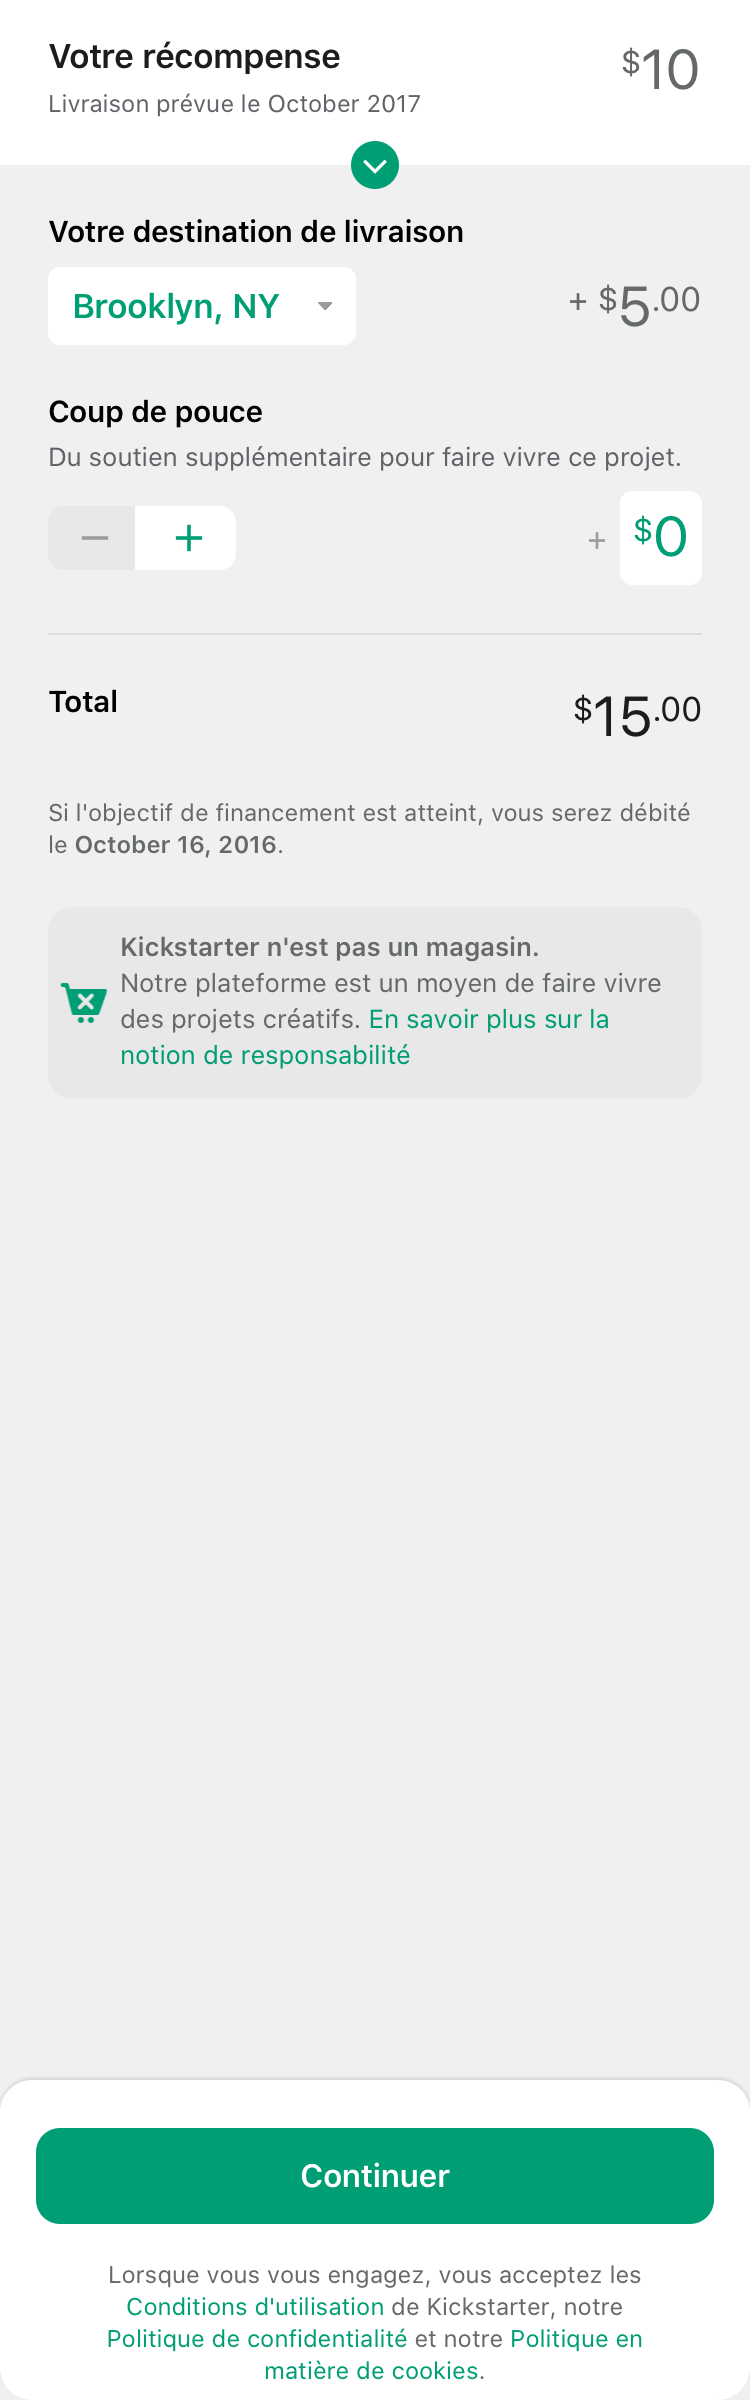 Votre récompense
$10
Livraison prévue le October 2017
Votre destination de livraison
Brooklyn, NY
+ $5.00
Coup de pouce
Du soutien supplémentaire pour faire vivre ce projet.
− +
+ $0
Total
$15.00
Si l'objectif de financement est atteint, vous serez débité
le October 16, 2016.
Kickstarter n'est pas un magasin.
Notre plateforme est un moyen de faire vivre
des projets créatifs. En savoir plus sur la
notion de responsabilité
Continuer
Lorsque vous vous engagez, vous acceptez les
Conditions d'utilisation de Kickstarter, notre
Politique de confidentialité et notre Politique en
matière de cookies.